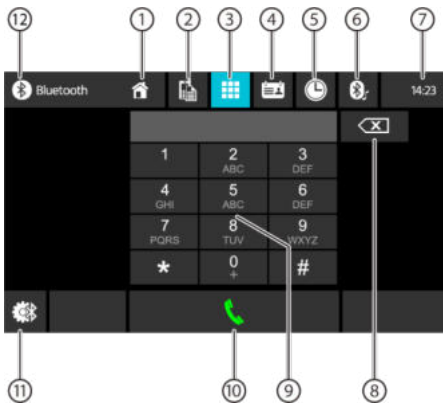 12 1 2 3 4 5 6 7
Bluetooth 14:23
1 2 ABC 3 DEF
4 GHI 5 ABC 6 DEF
7 PQRS 8 TUV 9 WXYZ
* 0 + #
11 10 9 8